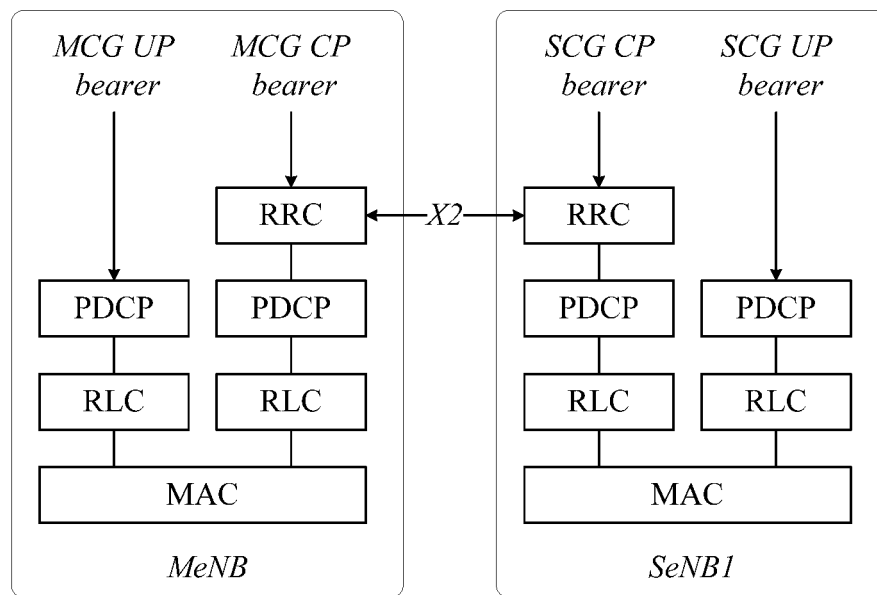 MCG UP bearer
MCG CP bearer
SCG CP bearer
SCG UP bearer
RRC
X2
RRC
PDCP
PDCP
PDCP
PDCP
RLC
RLC
RLC
RLC
MAC
MAC
MeNB
SeNB1